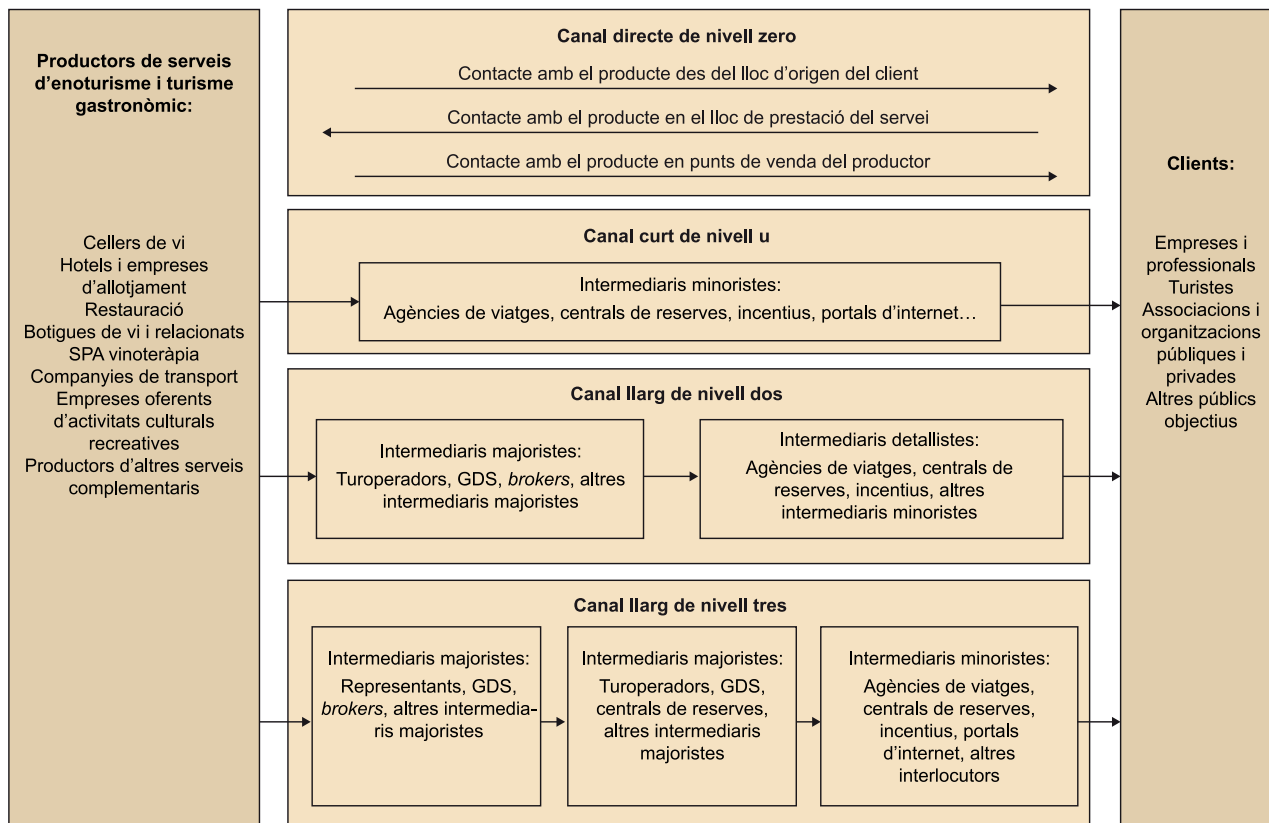 Productors de serveis
d’enoturisme i turisme
gastronòmic:
Cellers de vi
Hotels i empreses
d’allotjament
Restauració
Botigues de vi i relacionats
SPA vinoteràpia
Companyies de transport
Empreses oferents
d’activitats culturals
recreatives
Productors d’altres serveis
complementaris
Canal directe de nivell zero
Contacte amb el producte des del lloc d’origen del client
Contacte amb el producte en el lloc de prestació del servei
Contacte amb el producte en punts de venda del productor
Canal curt de nivell u
Intermediaris minoristes:
Agències de viatges, centrals de reserves, incentius, portals d’internet…
Canal llarg de nivell dos
Intermediaris majoristes:
Turoperadors, GDS, brokers, altres
intermediaris majoristes
Intermediaris detallistes:
Agències de viatges, centrals de
reserves, incentius, altres
intermediaris minoristes
Canal llarg de nivell tres
Intermediaris majoristes:
Representants, GDS,
brokers, altres intermedia-
ris majoristes
Intermediaris majoristes:
Turoperadors, GDS,
centrals de reserves,
altres intermediaris
majoristes
Intermediaris minoristes:
Agències de viatges,
centrals de reserves,
incentius, portals
d’internet, altres
interlocutors
Clients:
Empreses i
professionals
Turistes
Associacions i
organitzacions
públiques i
privades
Altres públics
objectius